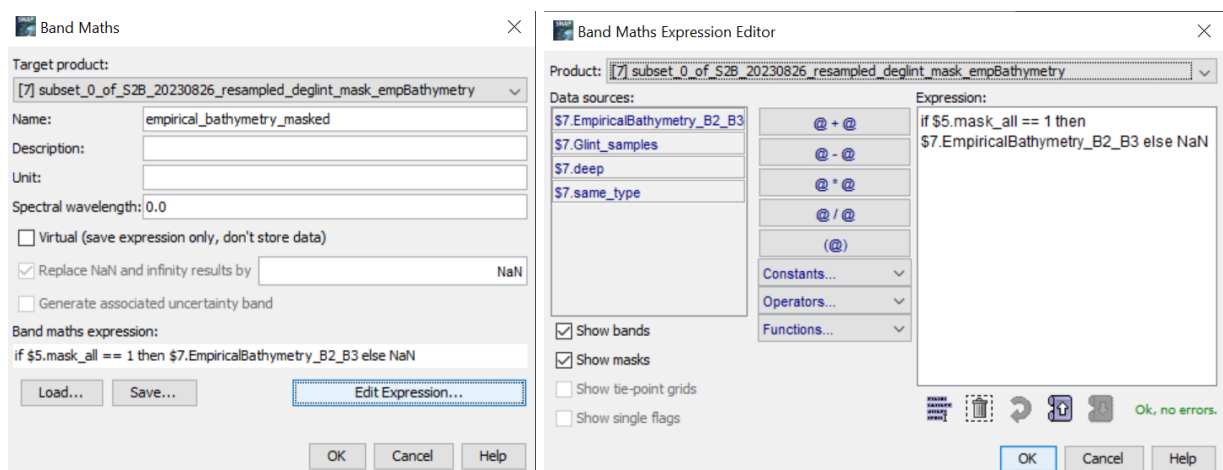 Band Maths
Target product:
[7] subset_0_of_S2B_20230826_resampled_deglint_mask_empBathymetry
Name: empirical_bathymetry_masked
Description:
Unit:
Spectral wavelength: 0.0
Virtual (save expression only, don't store data)
Replace NaN and infinity results by NaN
Generate associated uncertainty band
Band maths expression:
if $5.mask_all == 1 then $7.EmpiricalBathymetry_B2_B3 else NaN
Load... Save... Edit Expression...
OK Cancel Help
SNAP
Band Maths Expression Editor
Product: [7] subset_0_of_S2B_20230826_resampled_deglint_mask_empBathymetry
Data sources:
$7.EmpiricalBathymetry_B2_B3
$7.Glint_samples
$7.deep
$7.same_type
@ + @
@ - @
@ * @
@ / @
(@)
Constants...
Operators...
Functions...
Show bands
Show masks
Show tie-point grids
Show single flags
Expression:
if $5.mask_all == 1 then
$7.EmpiricalBathymetry_B2_B3 else NaN
Ok, no errors.
OK Cancel Help